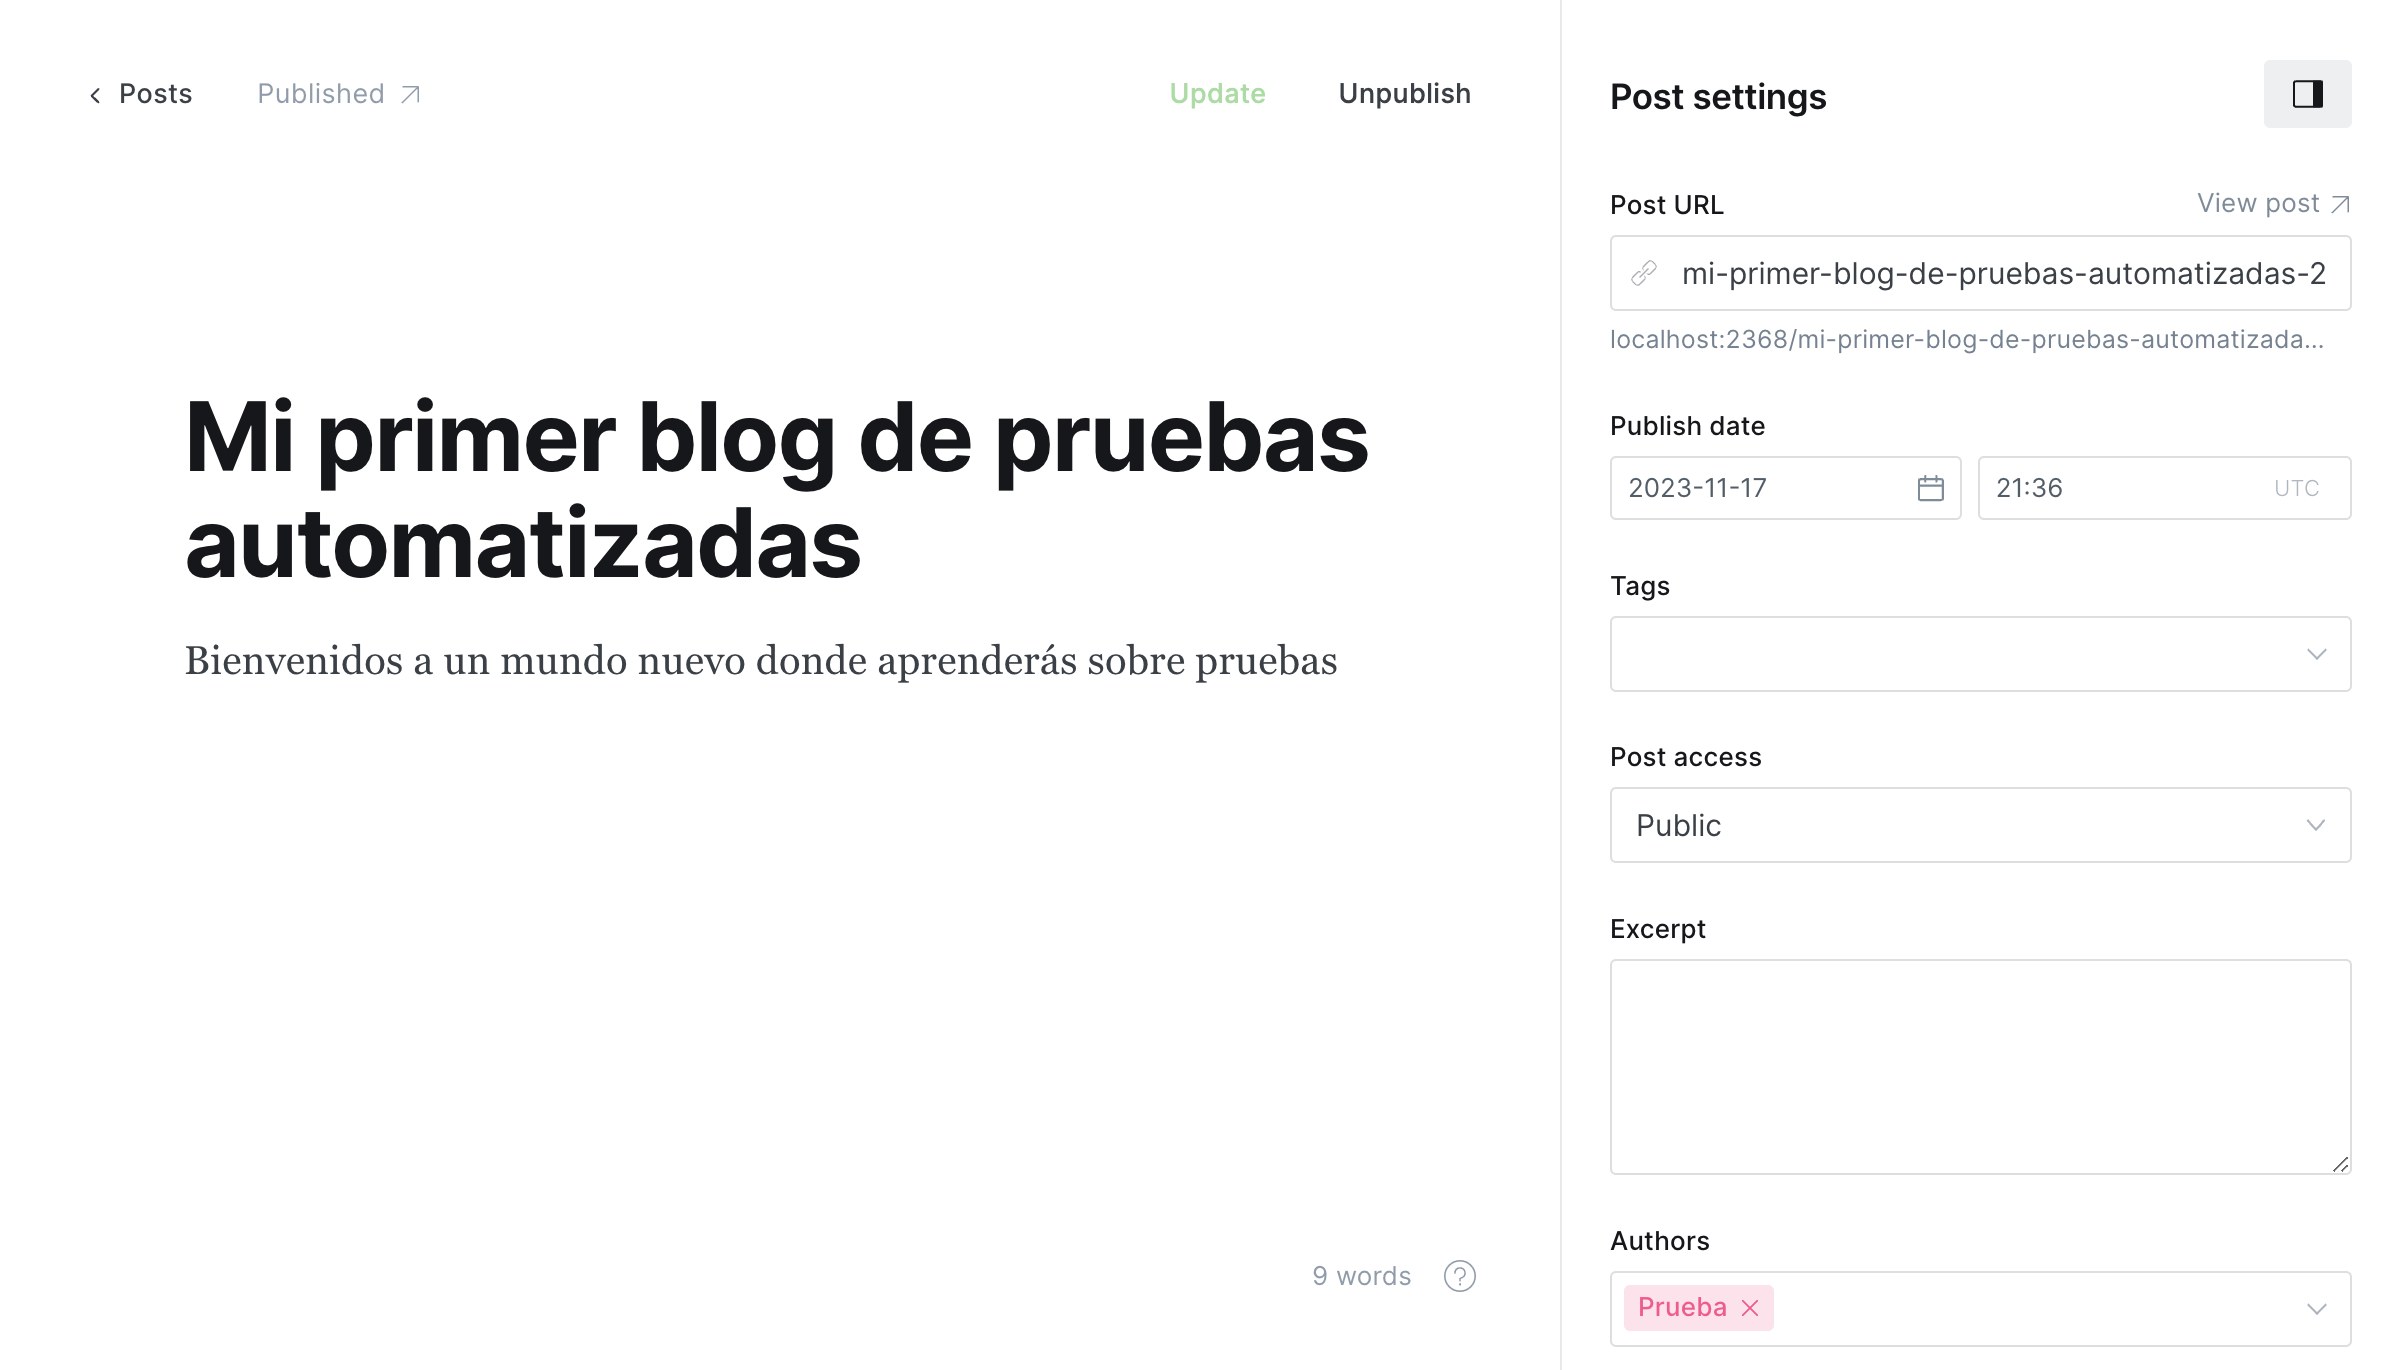 Posts
Published
Update
Unpublish
Mi primer blog de pruebas
automatizadas
Bienvenidos a un mundo nuevo donde aprenderás sobre pruebas
9 words
?
Post settings
Post URL
View post
mi-primer-blog-de-pruebas-automatizadas-2
localhost:2368/mi-primer-blog-de-pruebas-automatizada...
Publish date
2023-11-17
21:36
UTC
Tags
Post access
Public
Excerpt
Authors
Prueba